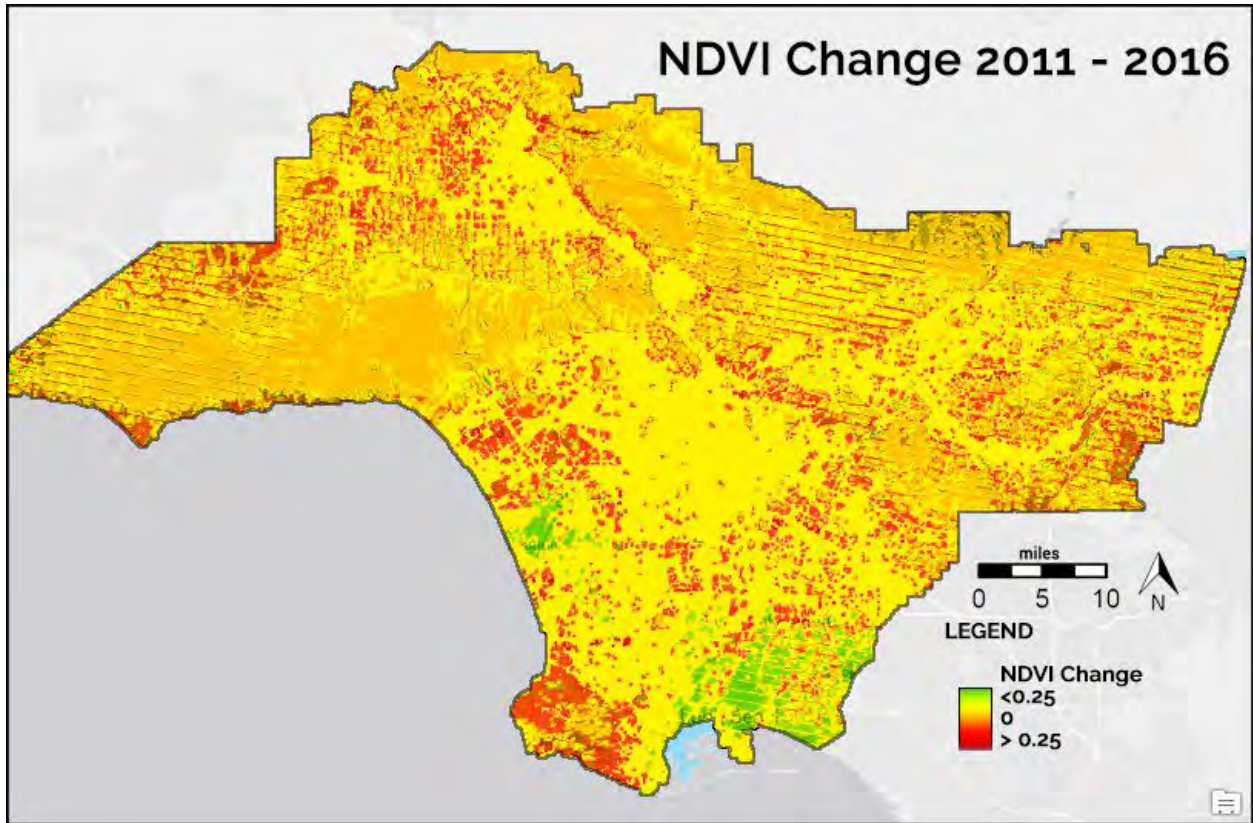 NDVI Change 2011 - 2016
miles
0 5 10
N
LEGEND
NDVI Change
<0.25
0
> 0.25